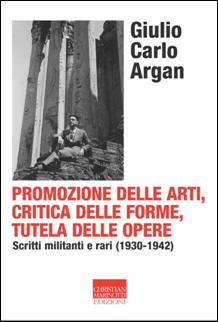 Giulio
Carlo
Argan
PROMOZIONE DELLE ARTI,
CRITICA DELLE FORME,
TUTELA DELLE OPERE
Scritti militanti e rari (1930-1942)
CHRISTIAN
MARINOTTI
EDIZIONI